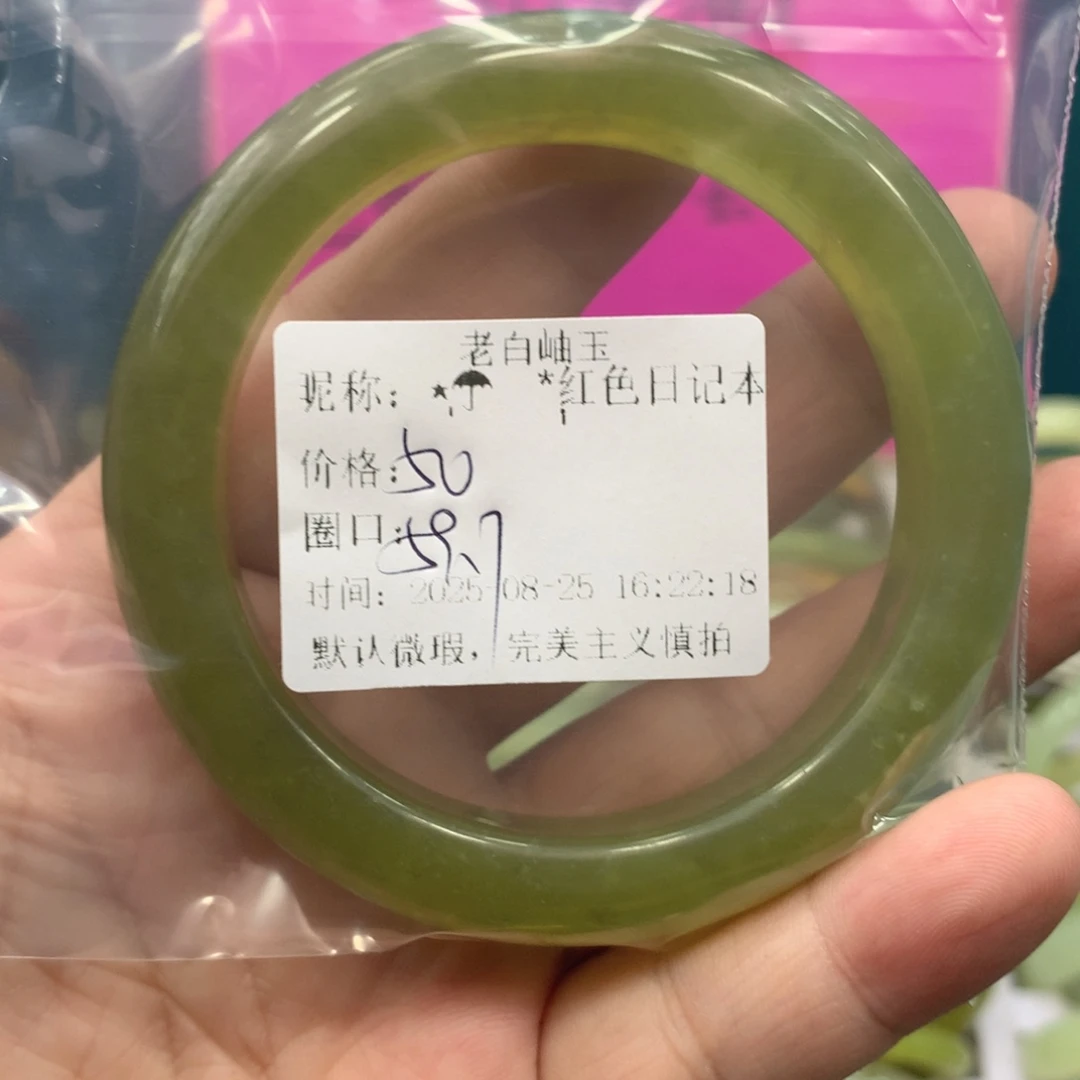 老白岫玉
昵称：*☂ *红色日记本
价格：50
圈口：59.7
时间：2025-08-25 16:22:18
默认微瑕，完美主义慎拍